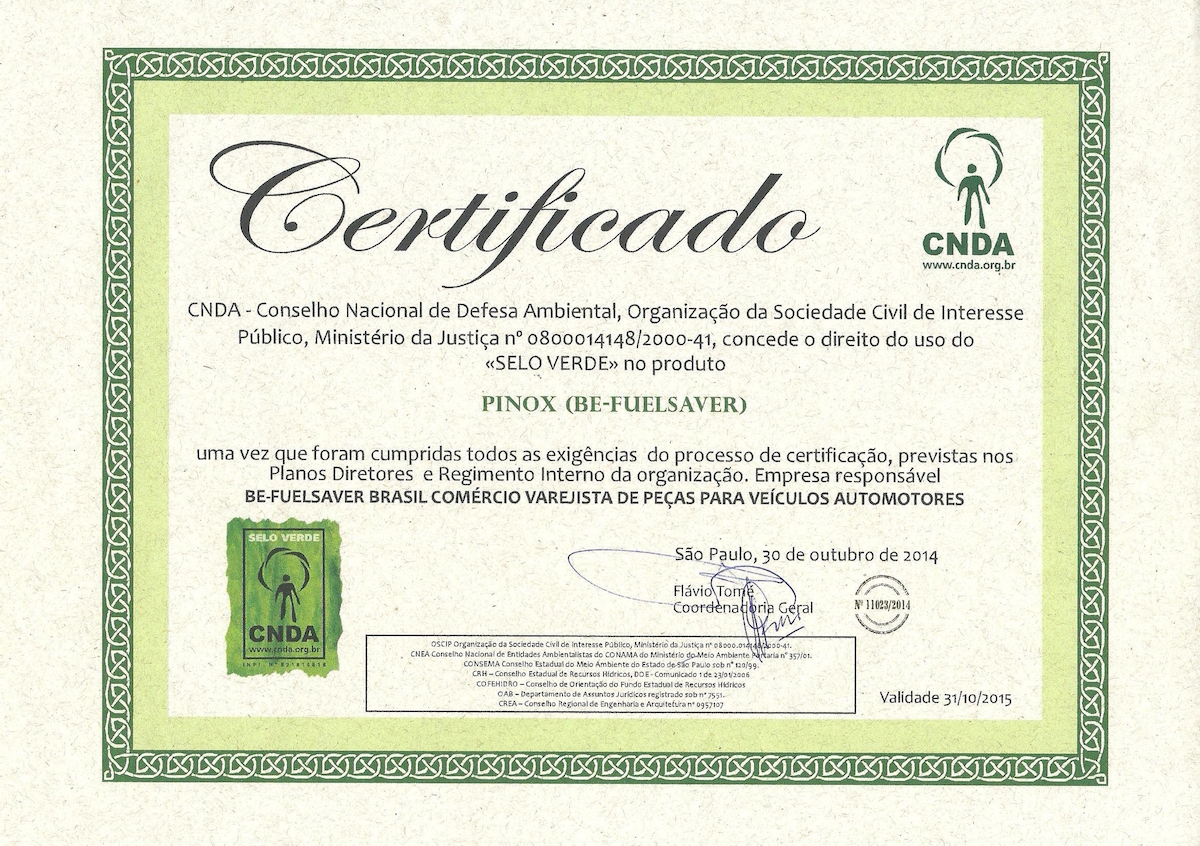 Certificado
CNDA
www.cnda.org.br
CNDA - Conselho Nacional de Defesa Ambiental, Organização da Sociedade Civil de Interesse
Público, Ministério da Justiça nº 0800014148/2000-41, concede o direito do uso do
«SELO VERDE» no produto
PINOX (BE-FUELSAVER)
uma vez que foram cumpridas todos as exigências do processo de certificação, previstas nos
Planos Diretores e Regimento Interno da organização. Empresa responsável
BE-FUELSAVER BRASIL COMÉRCIO VAREJISTA DE PEÇAS PARA VEÍCULOS AUTOMOTORES
SELO VERDE
CNDA
www.cnda.org.br
São Paulo, 30 de outubro de 2014
Flávio Tomé
Coordenadoria Geral
Nº 11023/2014
OSCIP Organização da Sociedade Civil de Interesse Público, Ministério da Justiça nº 0800014148/2000-41.
CNEA Conselho Nacional de Entidades Ambientalistas do CONAMA do Ministério do Meio Ambiente Portaria nº 357/01.
CONSEMA Conselho Estadual do Meio Ambiente do Estado de São Paulo sob nº 120/99.
CRH – Conselho Estadual de Recursos Hídricos, DOE - Comunicado 1 de 23/01/2006
COFEHIDRO – Conselho de Orientação do Fundo Estadual de Recursos Hídricos
OAB – Departamento de Assuntos Jurídicos registrado sob nº 7551.
CREA – Conselho Regional de Engenharia e Arquitetura nº 0957107
Validade 31/10/2015